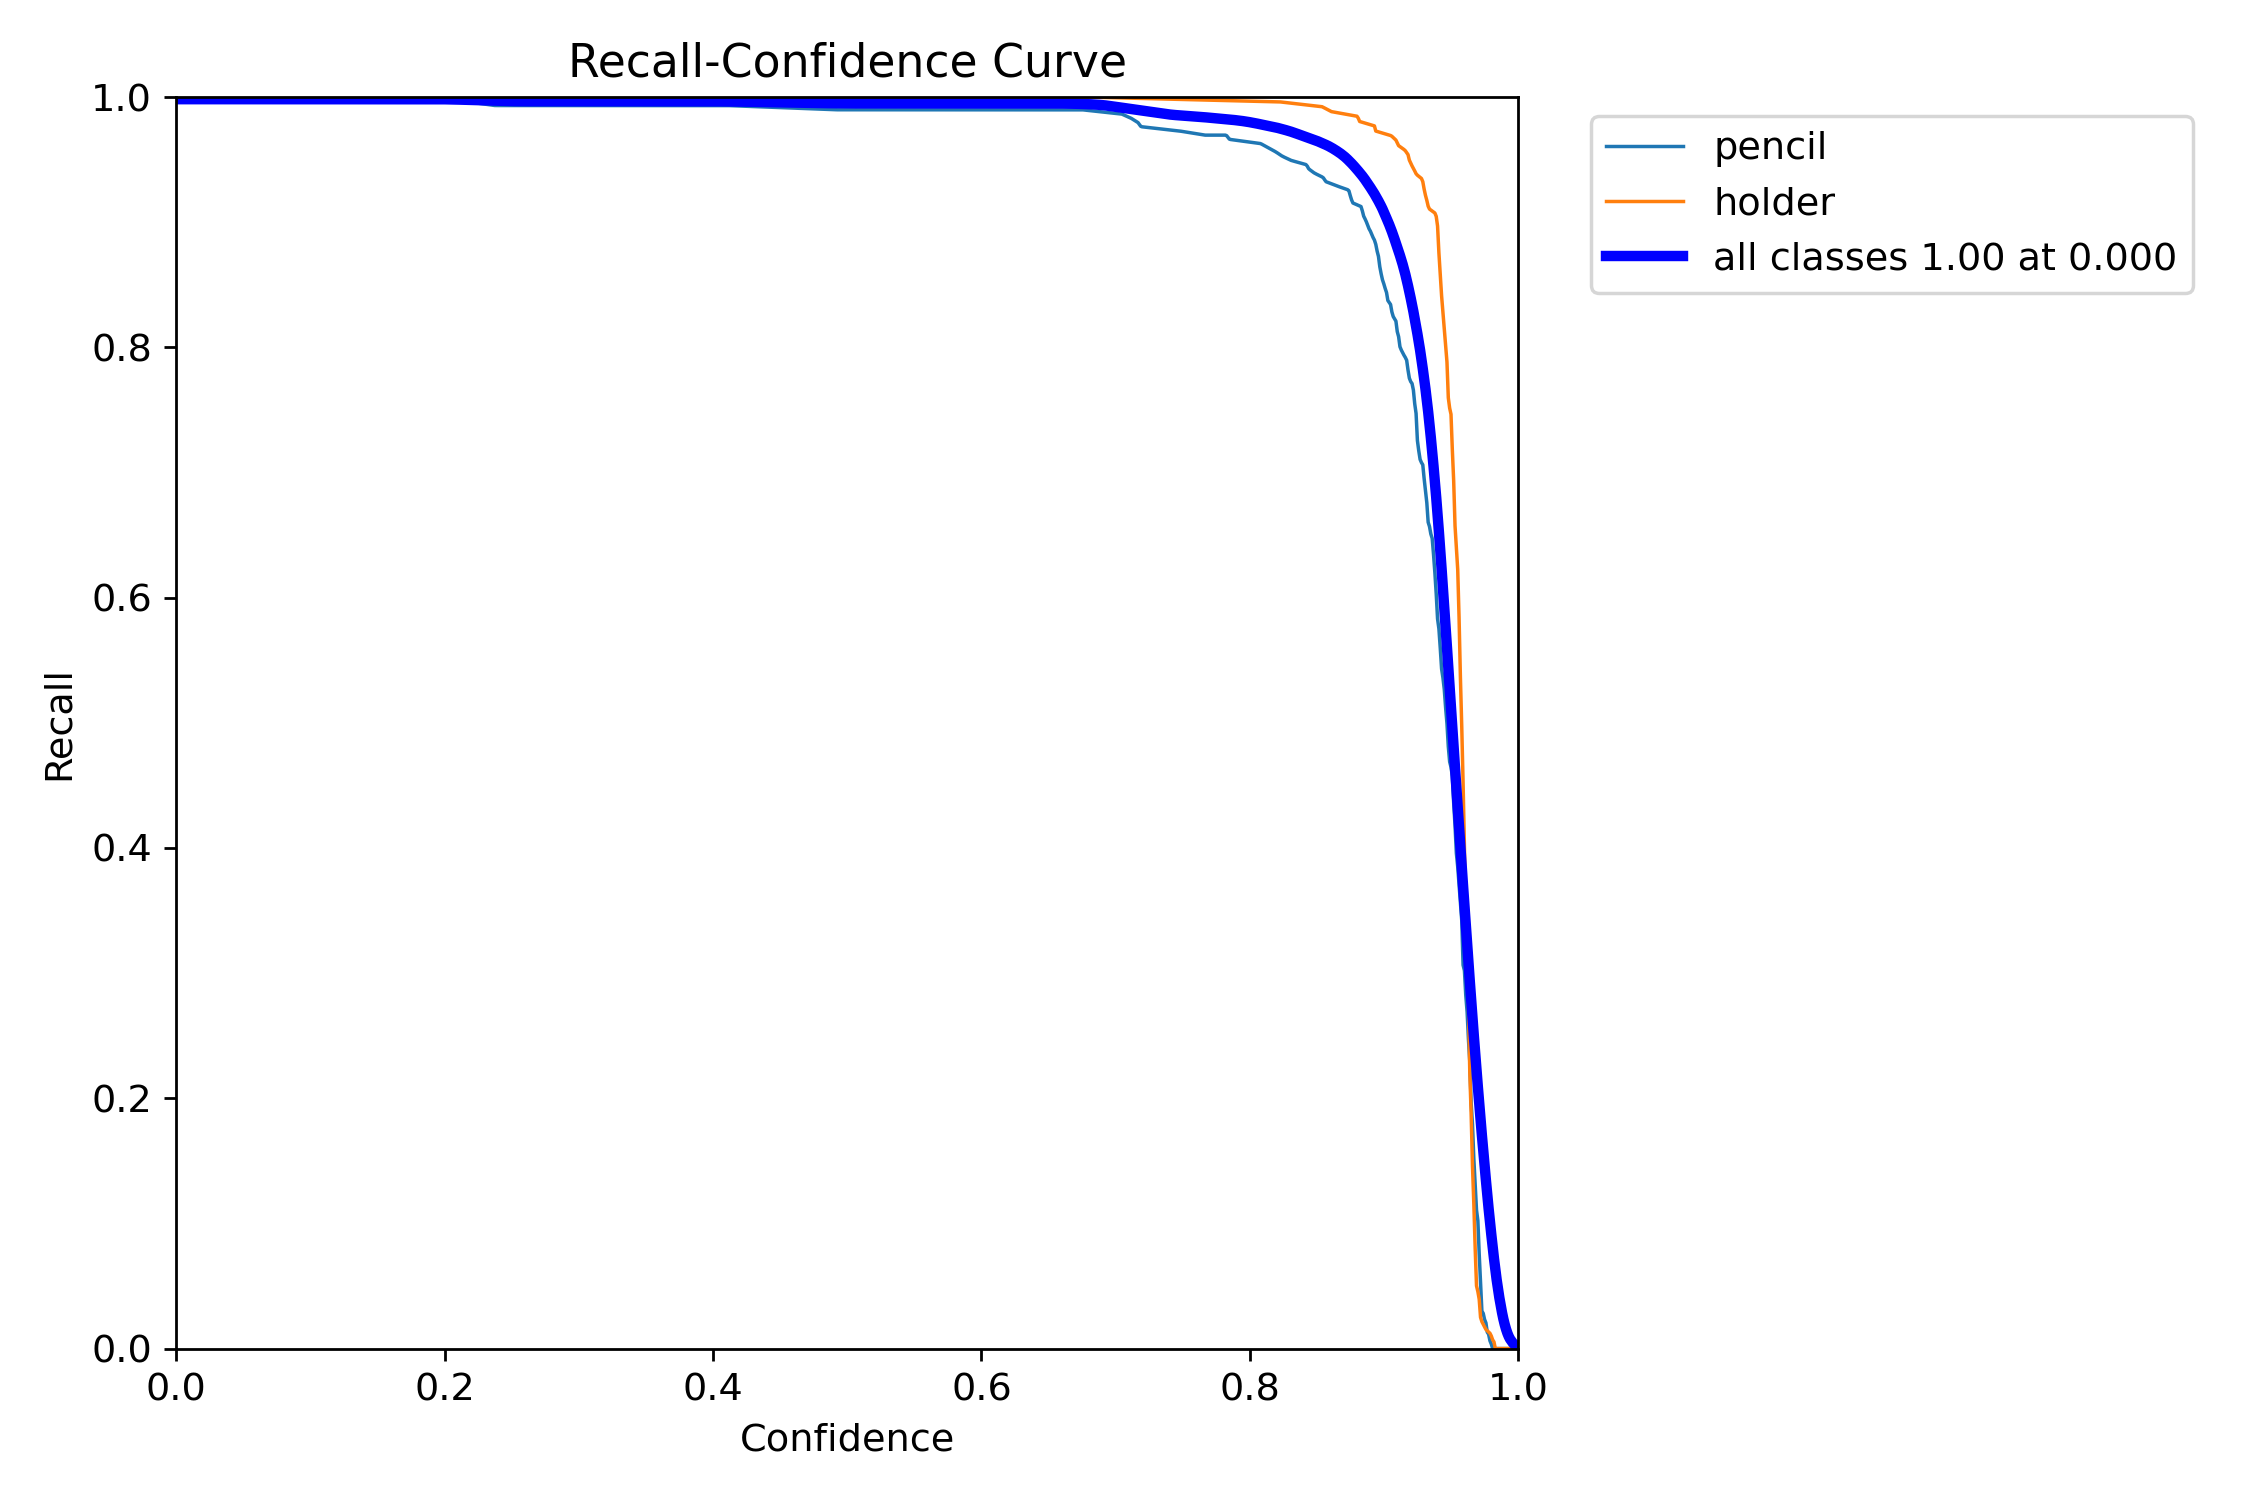 Recall-Confidence Curve
1.0
0.8
0.6
0.4
0.2
0.0
Recall
0.0 0.2 0.4 0.6 0.8 1.0
Confidence
pencil
holder
all classes 1.00 at 0.000